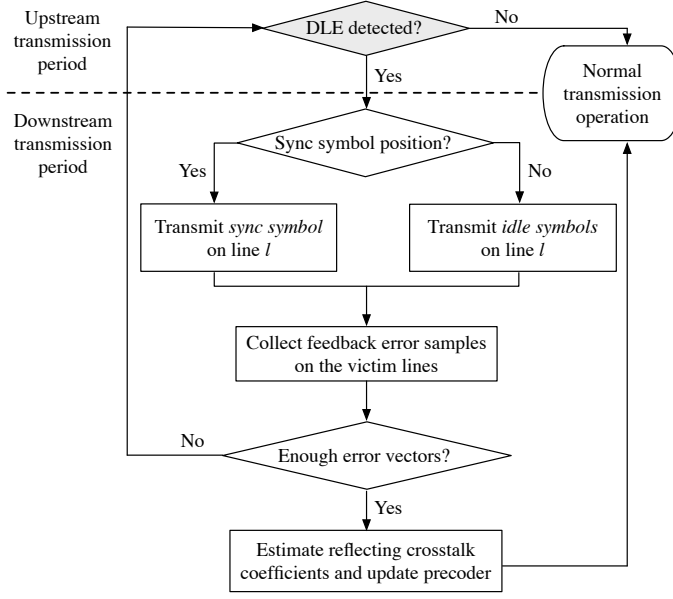 Upstream
transmission
period
DLE detected?
No
Yes
Normal
transmission
operation
Downstream
transmission
period
Sync symbol position?
Yes
No
Transmit sync symbol
on line l
Transmit idle symbols
on line l
Collect feedback error samples
on the victim lines
No
Enough error vectors?
Yes
Estimate reflecting crosstalk
coefficients and update precoder